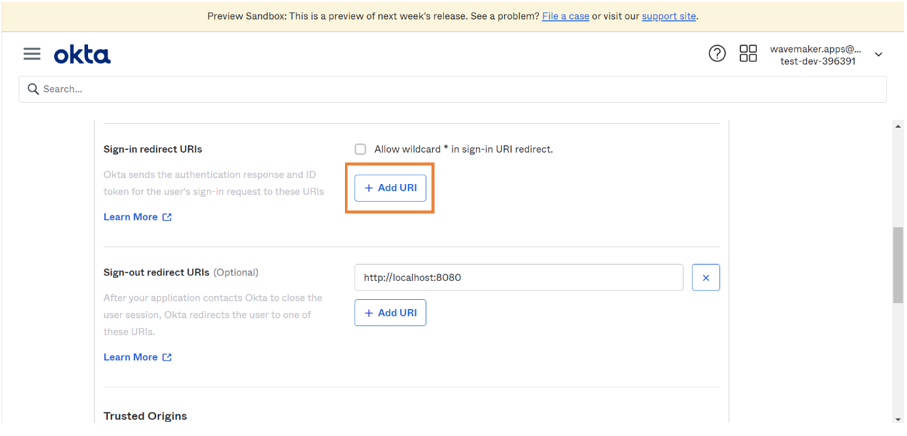 Preview Sandbox: This is a preview of next week's release. See a problem? File a case or visit our support site.
okta
wavemaker.apps@...
test-dev-396391
Search...
Sign-in redirect URIs
Allow wildcard * in sign-in URI redirect.
Okta sends the authentication response and ID
token for the user's sign-in request to these URIs
+ Add URI
Learn More
Sign-out redirect URIs (Optional)
http://localhost:8080
After your application contacts Okta to close the
user session, Okta redirects the user to one of
these URIs.
+ Add URI
Learn More
Trusted Origins